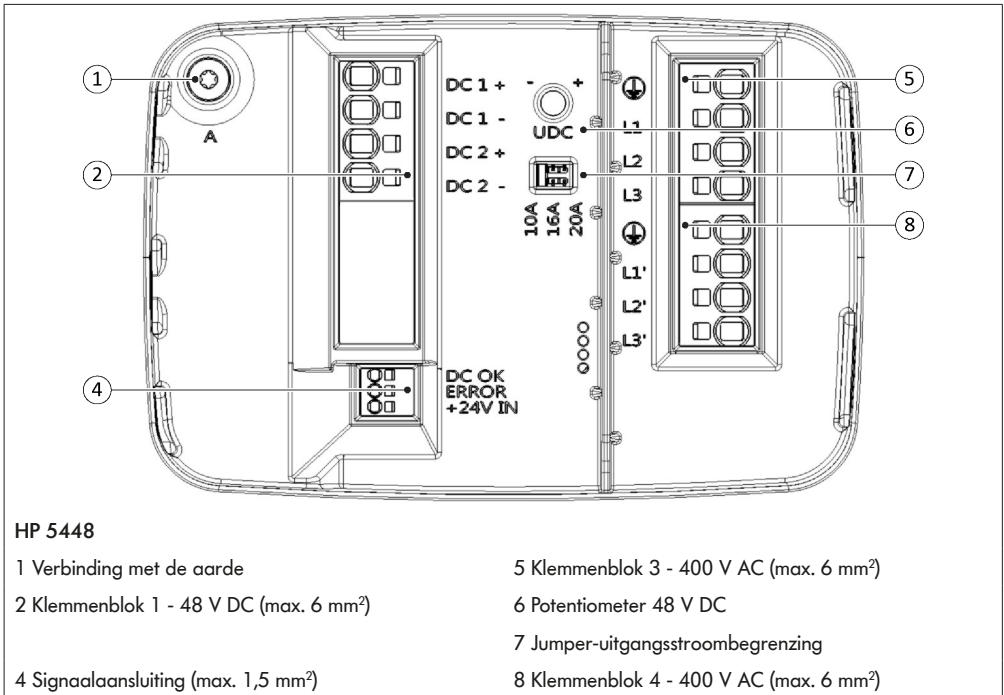 1
A
2
4
DC 1 +
DC 1 -
DC 2 +
DC 2 -
- +
UDC
10A
16A
20A
DC OK
ERROR
+24V IN
L1
L2
L3
L1'
L2'
L3'
5
6
7
8
HP 5448
1 Verbinding met de aarde
2 Klemmenblok 1 - 48 V DC (max. 6 mm²)
4 Signaalaansluiting (max. 1,5 mm²)
5 Klemmenblok 3 - 400 V AC (max. 6 mm²)
6 Potentiometer 48 V DC
7 Jumper-uitgangsstroombegrenzing
8 Klemmenblok 4 - 400 V AC (max. 6 mm²)